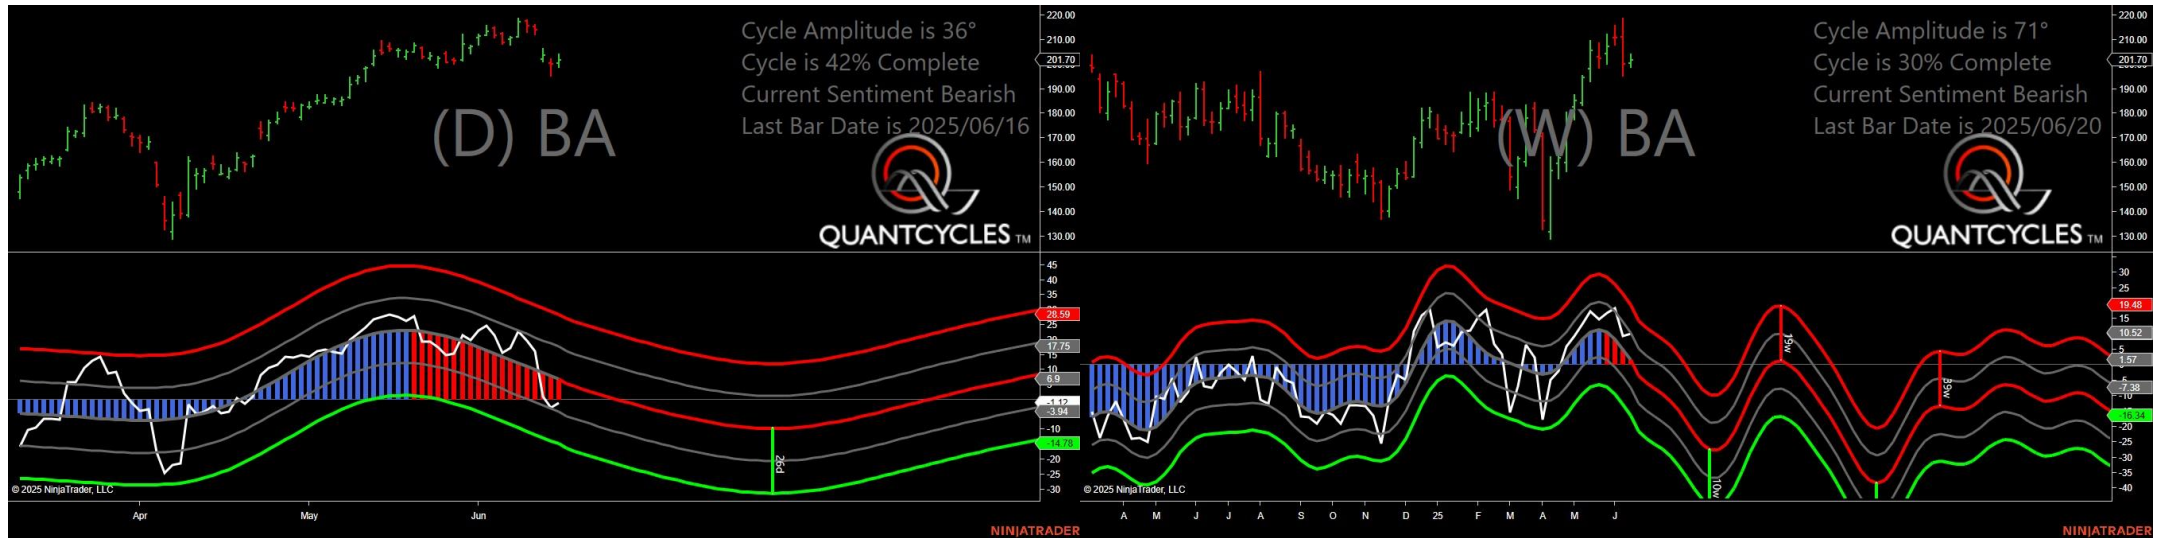 Cycle Amplitude is 36°
Cycle is 42% Complete
Current Sentiment Bearish
Last Bar Date is 2025/06/16
(D) BA
QUANTCYCLES TM
220.00
210.00
201.70
190.00
180.00
170.00
160.00
150.00
140.00
130.00
45
40
35
28.59
25
17.75
15
10
6.9
-1.12
-3.94
-10
-14.78
-20
-25
-30
26d
© 2025 NinjaTrader, LLC
Apr May Jun
NINJATRADER
Cycle Amplitude is 71°
Cycle is 30% Complete
Current Sentiment Bearish
Last Bar Date is 2025/06/20
(W) BA
QUANTCYCLES TM
220.00
210.00
201.70
190.00
180.00
170.00
160.00
150.00
140.00
130.00
30
25
19.48
15
10.52
5
1.57
-7.38
-10
-16.34
-20
-25
-30
-35
-40
10w
19w
39w
© 2025 NinjaTrader, LLC
A M J J A S O N D 25 F M A M J
NINJATRADER